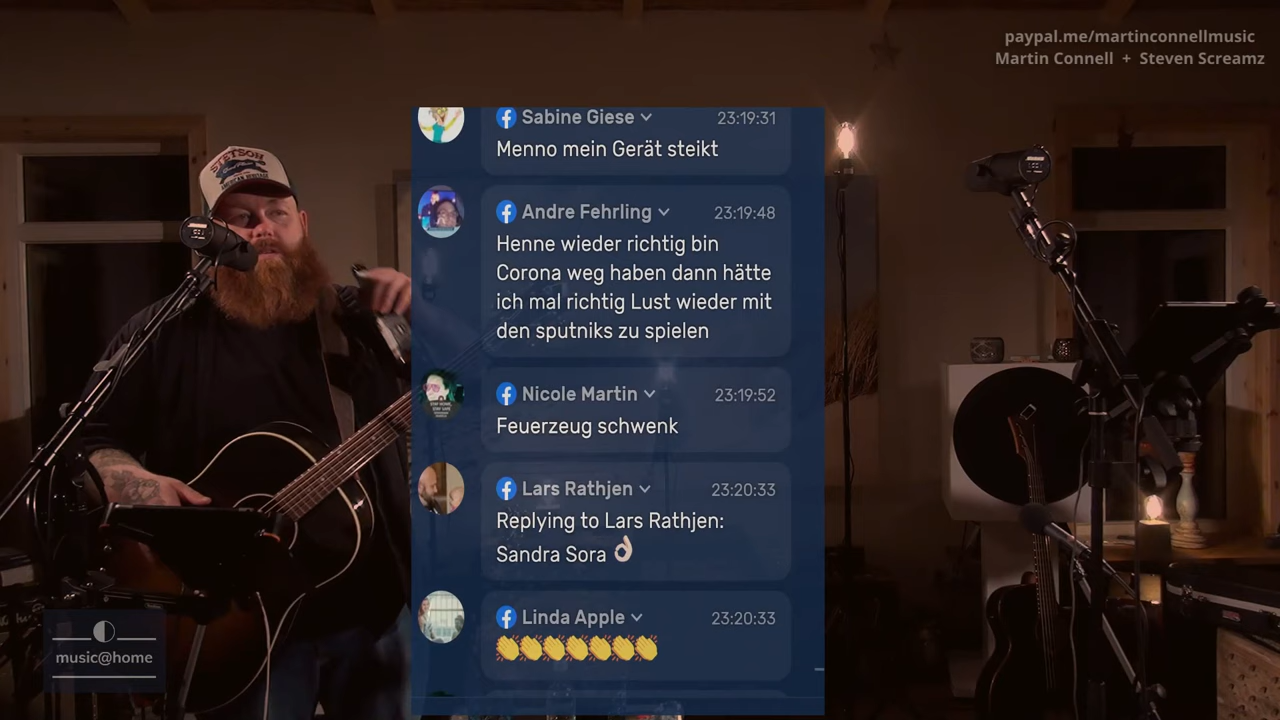 paypal.me/martinconnellmusic
Martin Connell + Steven Screamz
STETSON
Sabine Giese 23:19:31
Menno mein Gerät steikt
Andre Fehrling 23:19:48
Henne wieder richtig bin
Corona weg haben dann hätte
ich mal richtig Lust wieder mit
den sputniks zu spielen
Nicole Martin 23:19:52
Feuerzeug schwenk
Lars Rathjen 23:20:33
Replying to Lars Rathjen:
Sandra Sora 👌🏻
Linda Apple 23:20:33
👏👏👏👏👏👏👏
music@home